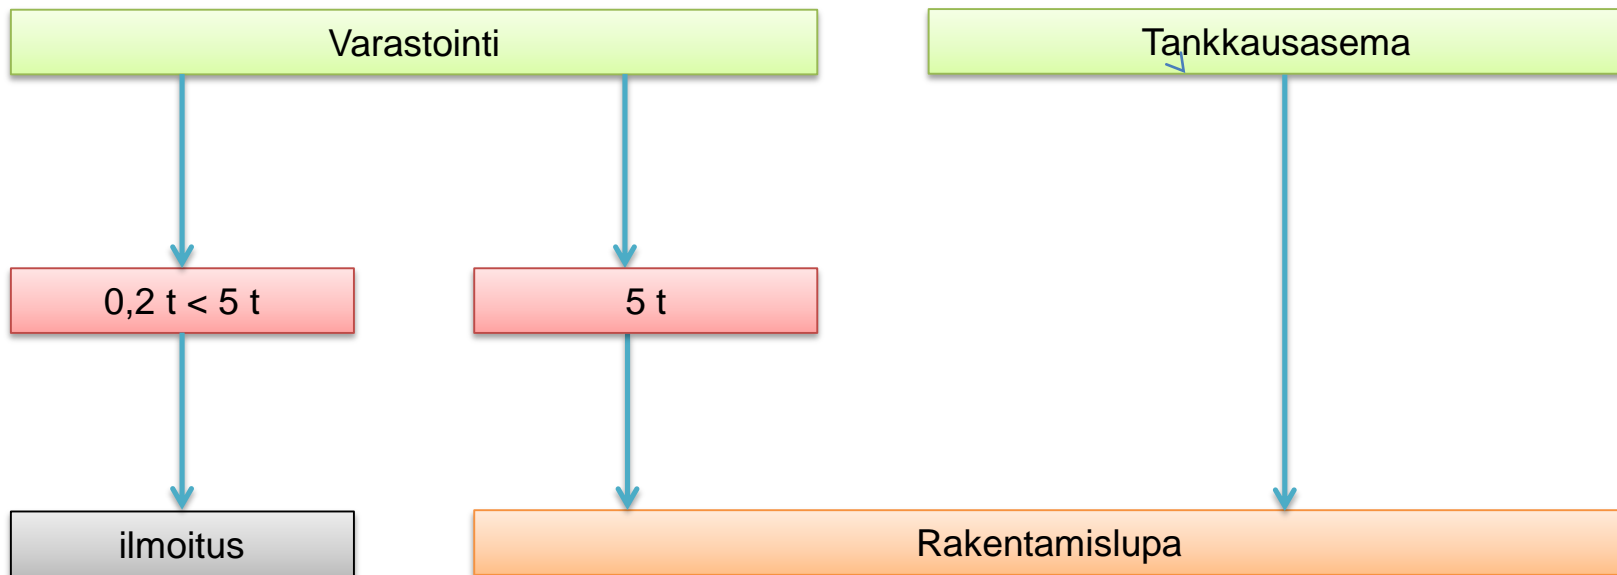 Varastointi
Tankkausasema
0,2 t < 5 t
5 t
ilmoitus
Rakentamislupa